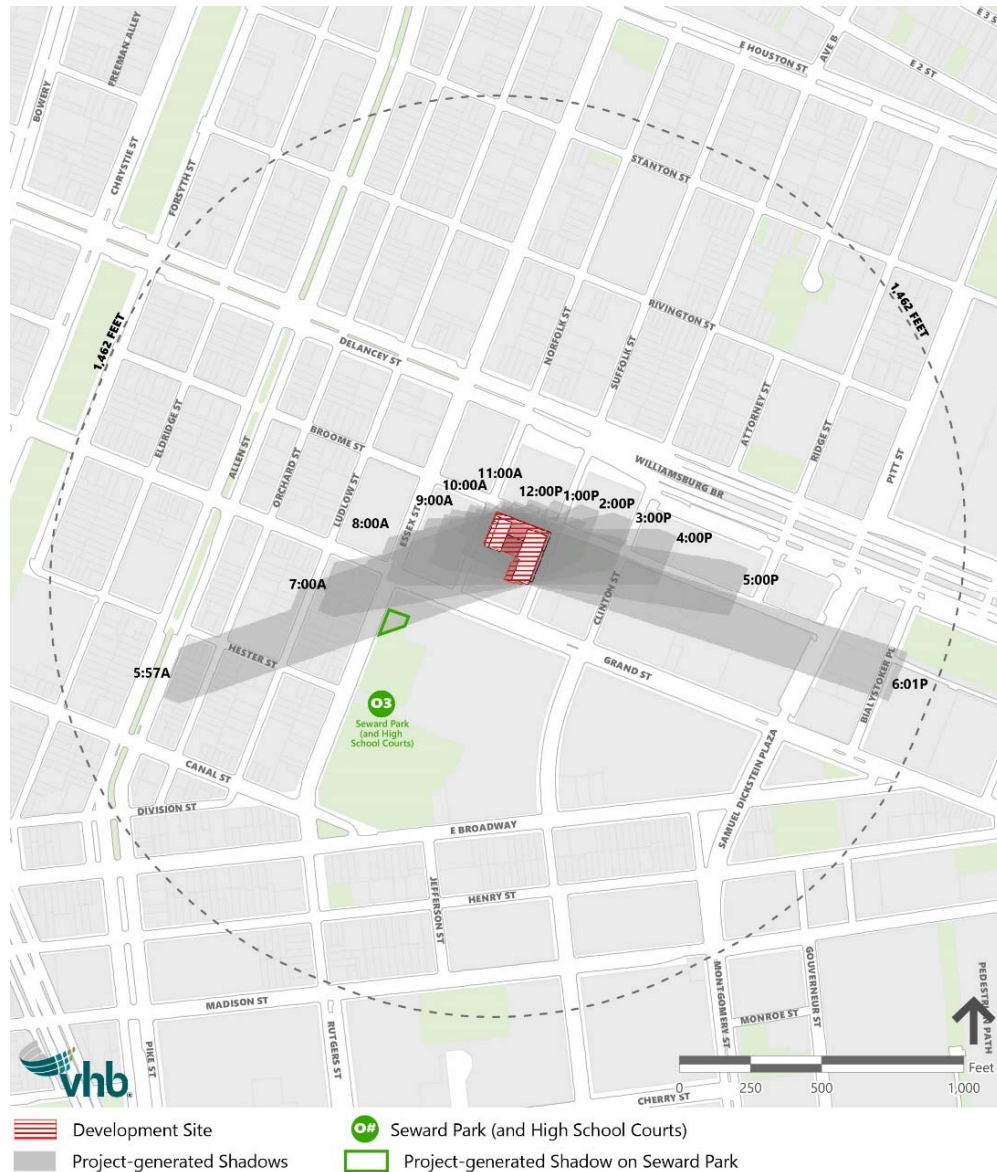 BOWERY
FREEMAN ALLEY
CHRYSTIE ST
FORSYTH ST
E HOUSTON ST
AVE B
E 2 ST
STANTON ST
1,462 FEET
1,462 FEET
RIVINGTON ST
NORFOLK ST
SUFFOLK ST
DELANCEY ST
ELDRIDGE ST
ALLEN ST
ORCHARD ST
BROOME ST
LUDLOW ST
ATTORNEY ST
RIDGE ST
PITT ST
WILLIAMSBURG BR
ESSEX ST
11:00A
10:00A
9:00A
8:00A
7:00A
5:57A
12:00P
1:00P
2:00P
3:00P
4:00P
5:00P
6:01P
CLINTON ST
GRAND ST
BIALYSTOKER PL
HESTER ST
O3
Seward Park
(and High
School Courts)
SAMUEL DICKSTEIN PLAZA
CANAL ST
DIVISION ST
E BROADWAY
HENRY ST
JEFFERSON ST
MADISON ST
PIKE ST
RUTGERS ST
MONTGOMERY ST
GOUVERNEUR ST
MONROE ST
CHERRY ST
PEDESTRIAN PATH
Feet
0 250 500 1,000
vhb
Development Site
O# Seward Park (and High School Courts)
Project-generated Shadows
Project-generated Shadow on Seward Park